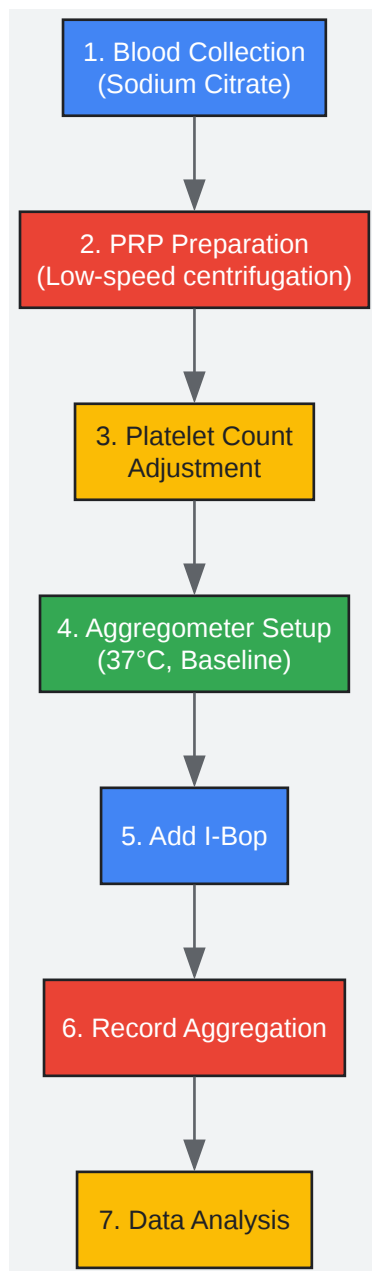 1. Blood Collection
(Sodium Citrate)
2. PRP Preparation
(Low-speed centrifugation)
3. Platelet Count
Adjustment
4. Aggregometer Setup
(37°C, Baseline)
5. Add I-Bop
6. Record Aggregation
7. Data Analysis